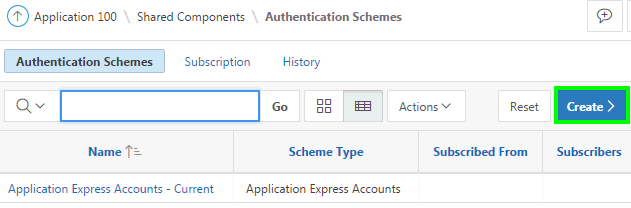 Application 100 \ Shared Components \ Authentication Schemes
Authentication Schemes Subscription History
Go Actions Reset Create
Name Scheme Type Subscribed From Subscribers
Application Express Accounts - Current Application Express Accounts